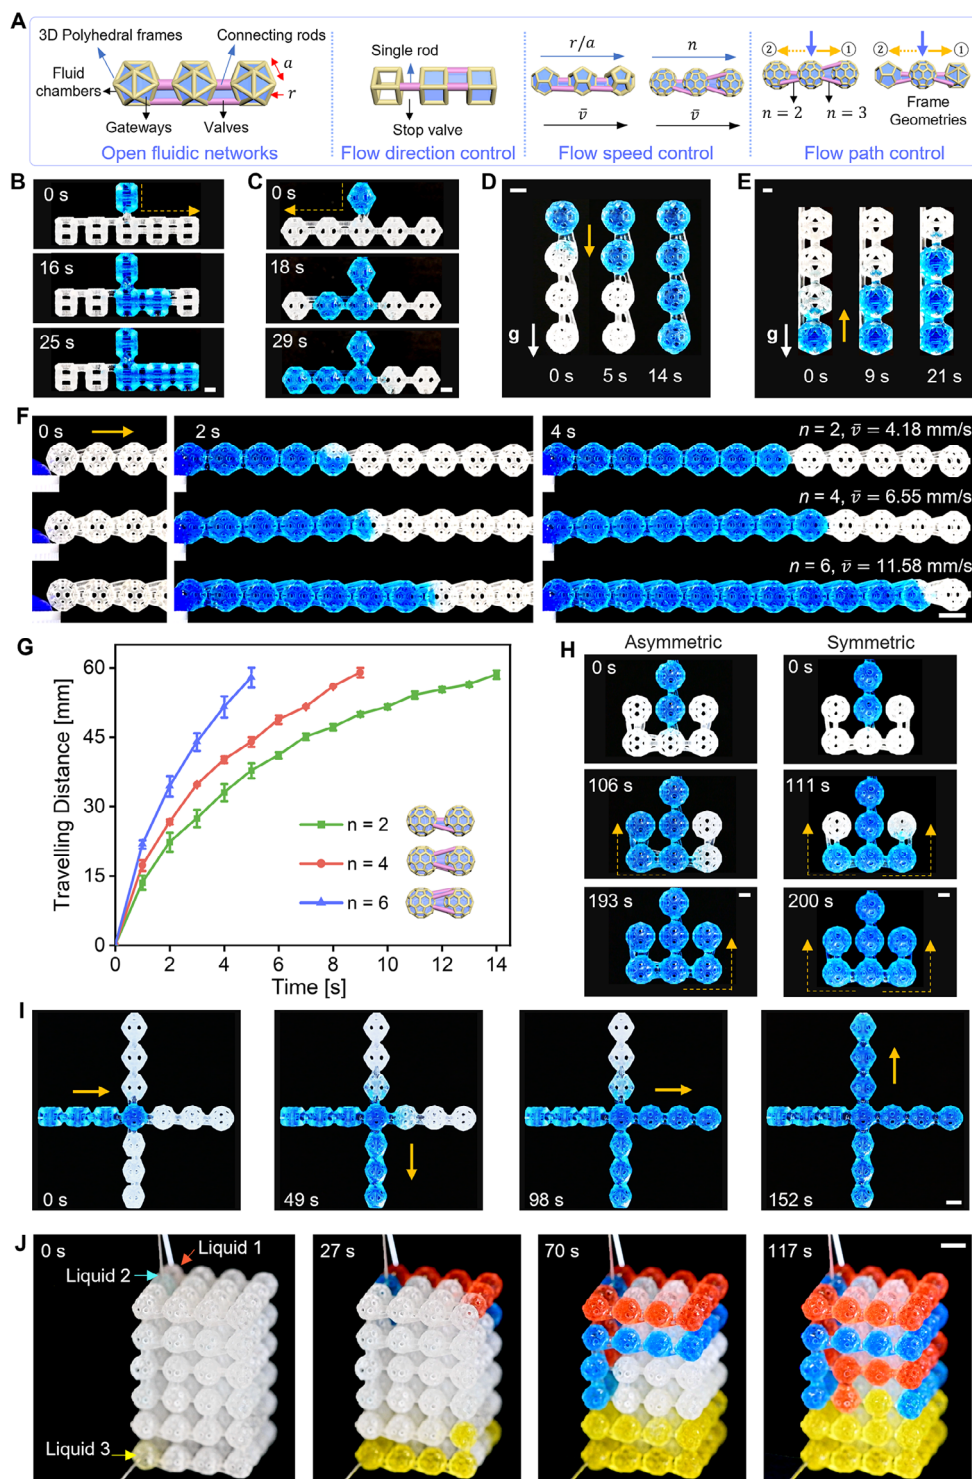 A
3D Polyhedral frames
Connecting rods
a
Fluid
chambers
r
Gateways
Valves
Open fluidic networks
Single rod
Stop valve
Flow direction control
r/a
n
v̄
v̄
Flow speed control
②
①
②
①
n = 2
n = 3
Frame
Geometries
Flow path control
B
0 s
16 s
25 s
C
0 s
18 s
29 s
D
g
0 s
5 s
14 s
E
g
0 s
9 s
21 s
F
0 s
2 s
4 s
n = 2, v̄ = 4.18 mm/s
n = 4, v̄ = 6.55 mm/s
n = 6, v̄ = 11.58 mm/s
G
Travelling Distance [mm]
60
45
30
15
0
n = 2
n = 4
n = 6
0
2
4
6
8
10
12
14
Time [s]
H
Asymmetric
Symmetric
0 s
0 s
106 s
111 s
193 s
200 s
I
0 s
49 s
98 s
152 s
J
0 s
Liquid 1
Liquid 2
Liquid 3
27 s
70 s
117 s